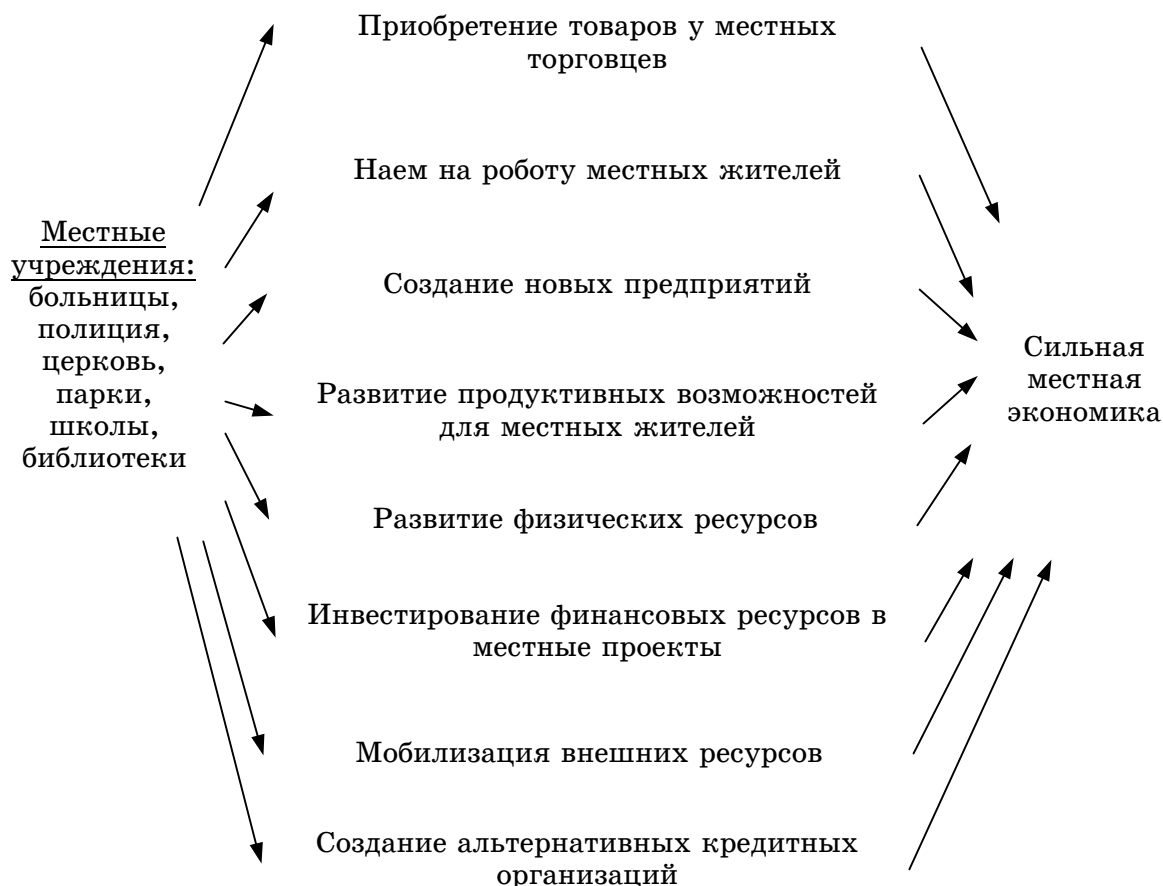 Приобретение товаров у местных
торговцев
Наем на роботу местных жителей
Местные
учреждения:
больницы,
полиция,
церковь,
парки,
школы,
библиотеки
Создание новых предприятий
Развитие продуктивных возможностей
для местных жителей
Развитие физических ресурсов
Инвестирование финансовых ресурсов в
местные проекты
Мобилизация внешних ресурсов
Создание альтернативных кредитных
организаций
Сильная
местная
экономика